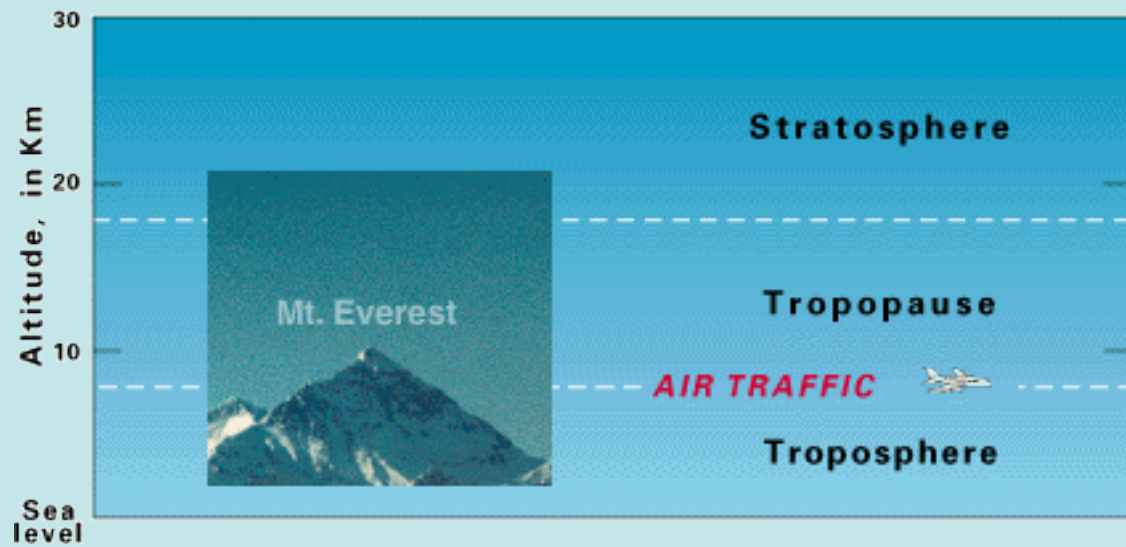 30
Stratosphere
Altitude, in Km
20
Mt. Everest
Tropopause
10
AIR TRAFFIC
Troposphere
Sea
level